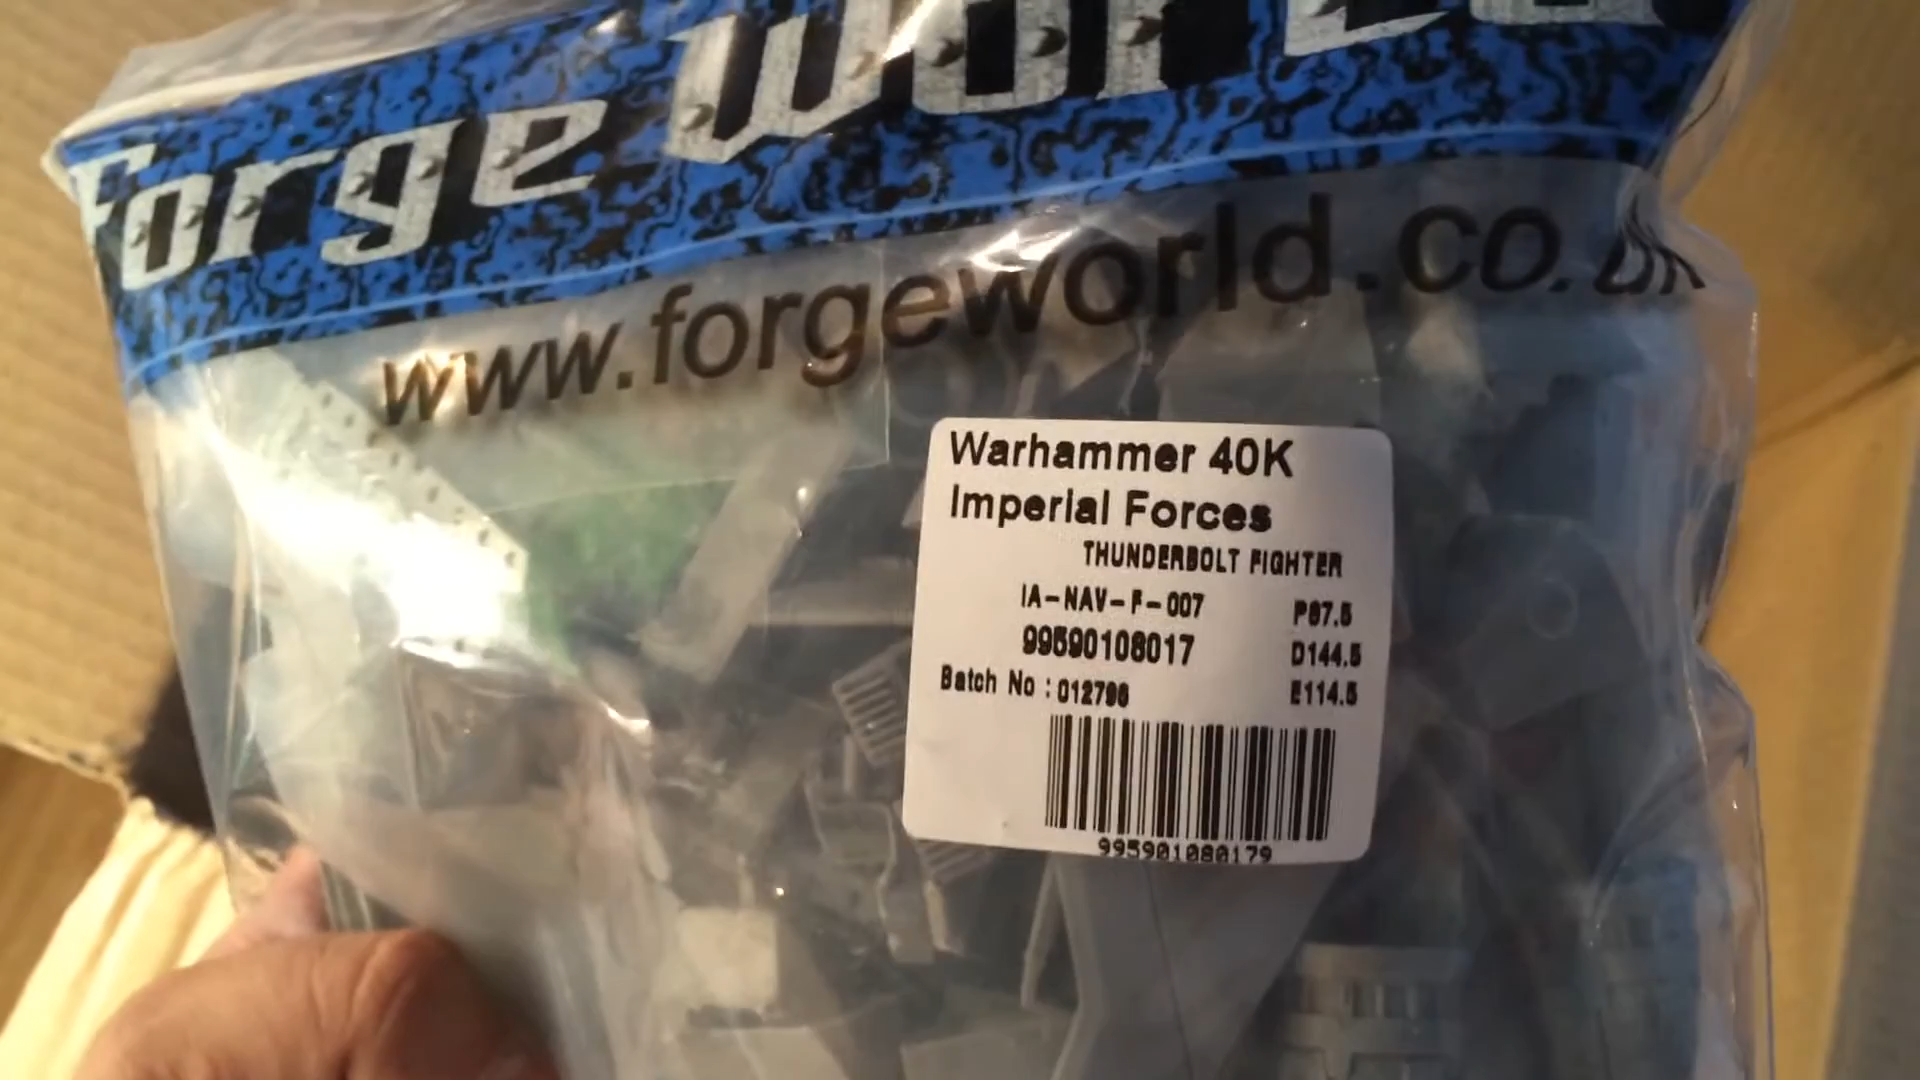 Forge World
www.forgeworld.co.uk
Warhammer 40K
Imperial Forces
THUNDERBOLT FIGHTER
IA-NAV-F-007 P87.5
99590108017 D144.5
Batch No : 012796 E114.5
995901080179